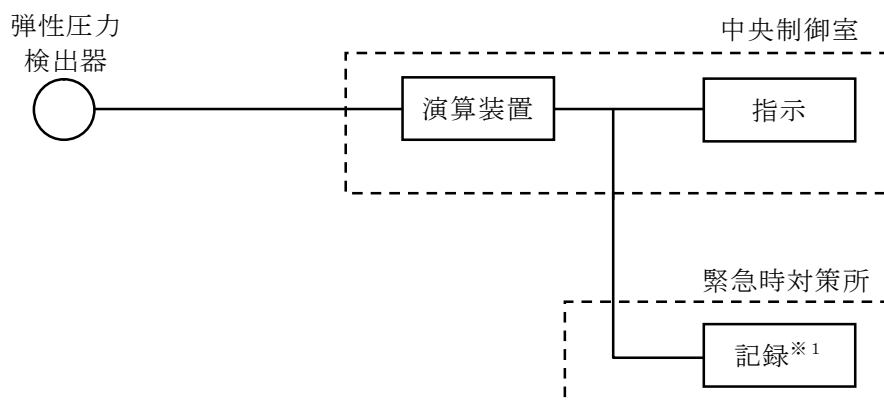 弾性圧力
検出器
中央制御室
演算装置
指示
緊急時対策所
記録※1